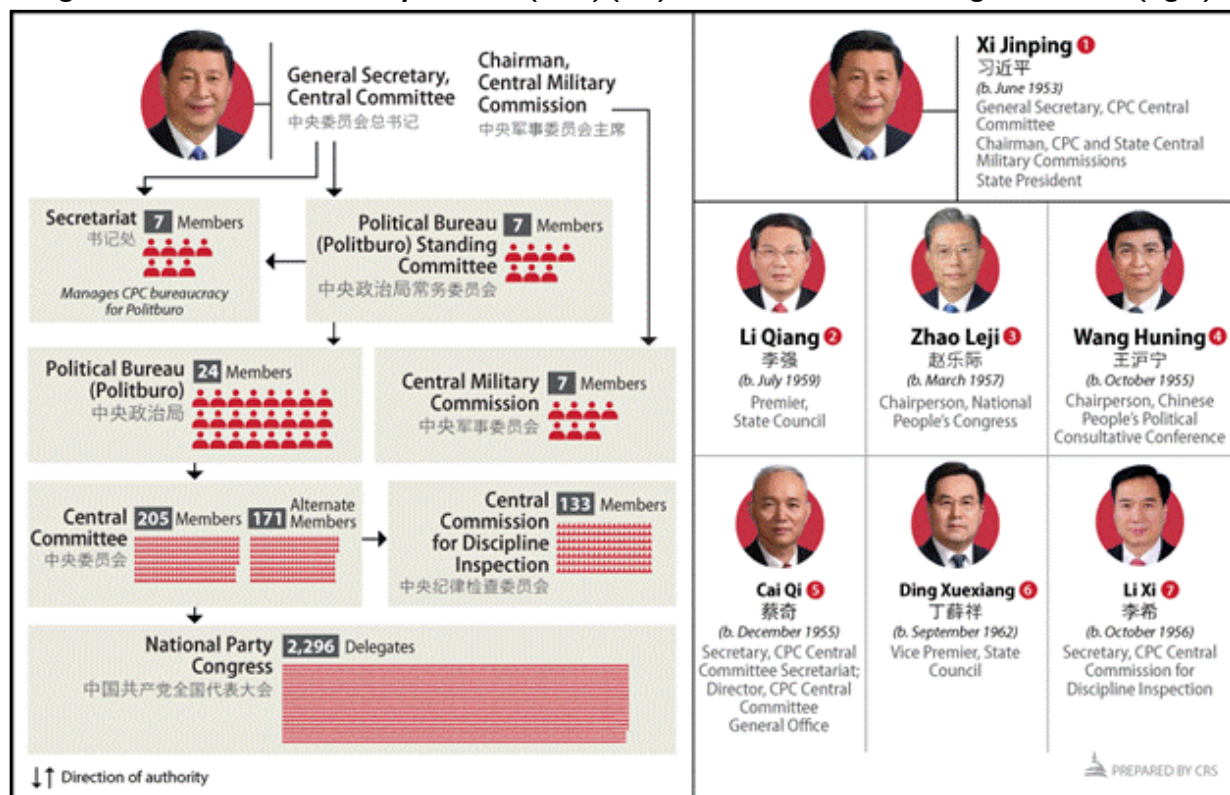 General Secretary,
Central Committee
中央委员会总书记
Chairman,
Central Military
Commission
中央军事委员会主席
Secretariat 7 Members
书记处
Manages CPC bureaucracy
for Politburo
Political Bureau 7 Members
(Politburo) Standing
Committee
中央政治局常务委员会
Political Bureau 24 Members
(Politburo)
中央政治局
Central Military 7 Members
Commission
中央军事委员会
Central 205 Members 171 Alternate Members
Committee
中央委员会
Central 133 Members
Commission
for Discipline
Inspection
中央纪律检查委员会
National Party 2,296 Delegates
Congress
中国共产党全国代表大会
↓↑ Direction of authority
Xi Jinping 1
习近平
(b. June 1953)
General Secretary, CPC Central
Committee
Chairman, CPC and State Central
Military Commissions
State President
Li Qiang 2
李强
(b. July 1959)
Premier,
State Council
Zhao Leji 3
赵乐际
(b. March 1957)
Chairperson, National
People's Congress
Wang Huning 4
王沪宁
(b. October 1955)
Chairperson, Chinese
People's Political
Consultative Conference
Cai Qi 5
蔡奇
(b. December 1955)
Secretary, CPC Central
Committee Secretariat;
Director, CPC Central
Committee
General Office
Ding Xuexiang 6
丁薛祥
(b. September 1962)
Vice Premier, State
Council
Li Xi 7
李希
(b. October 1956)
Secretary, CPC Central
Commission for
Discipline Inspection
PREPARED BY CRS